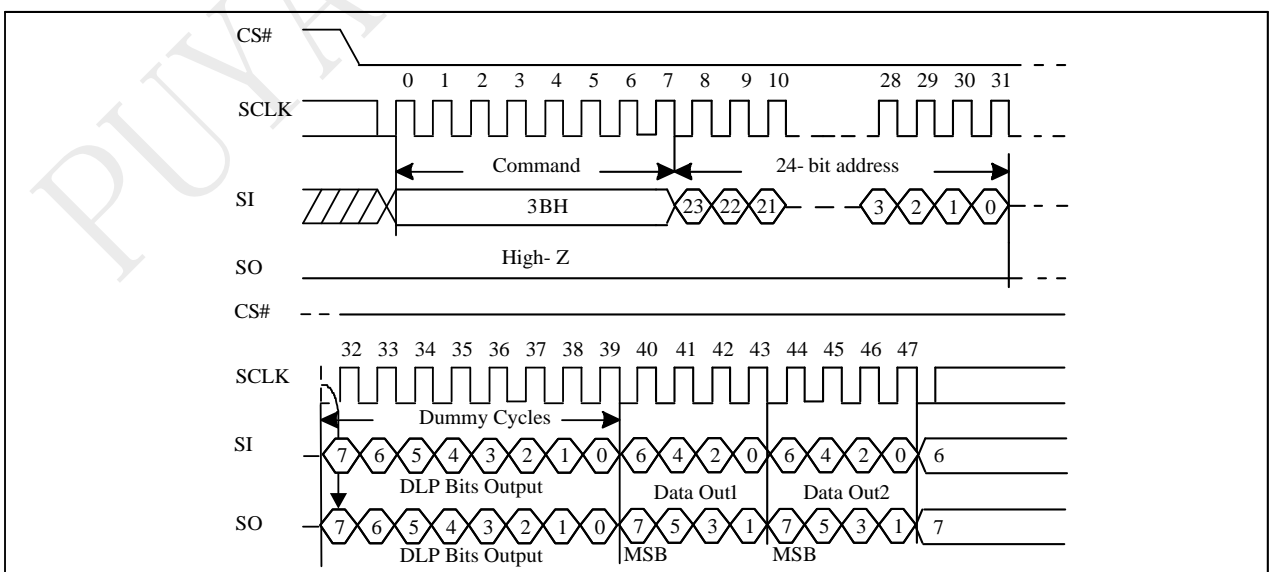 PUYA
CS#
0 1 2 3 4 5 6 7 8 9 10 28 29 30 31
SCLK
Command 24- bit address
SI 3BH 23 22 21 3 2 1 0
High- Z
SO
CS#
32 33 34 35 36 37 38 39 40 41 42 43 44 45 46 47
SCLK
Dummy Cycles
SI 7 6 5 4 3 2 1 0 6 4 2 0 6 4 2 0 6
DLP Bits Output Data Out1 Data Out2
SO 7 6 5 4 3 2 1 0 7 5 3 1 7 5 3 1 7
DLP Bits Output MSB MSB